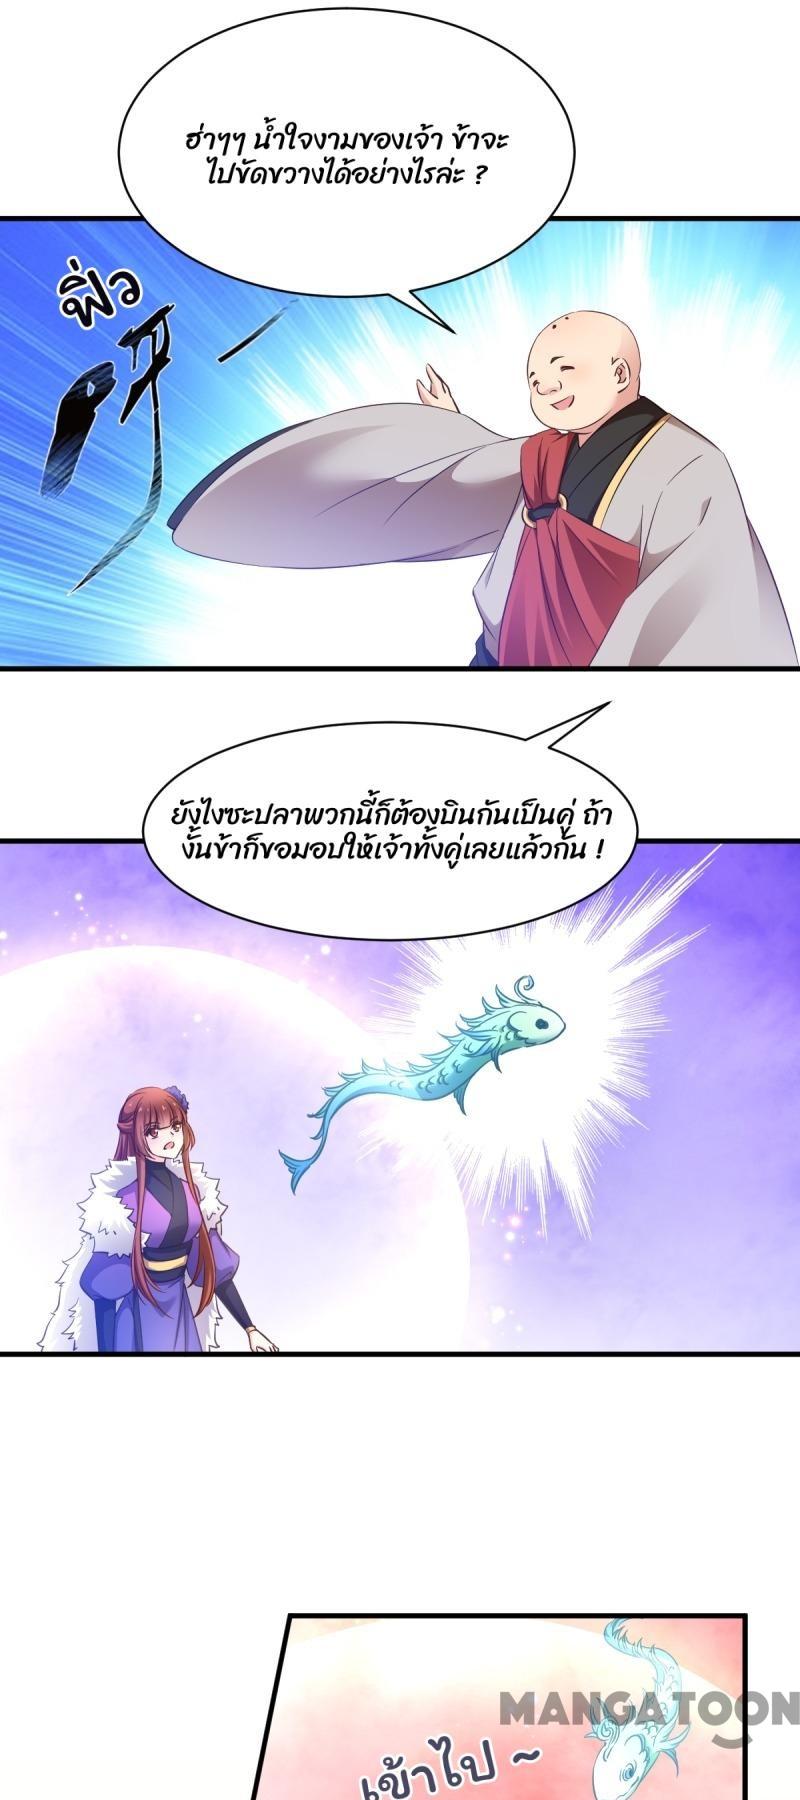 ฮ่าๆๆ น้ำใจงามของเจ้า ข้าจะ
ไปขัดขวางได้อย่างไรล่ะ ?
ฟิ่ว
呀
ยังไงซะปลาพวกนี้ก็ต้องบินกันเป็นคู่ ถ้า
งั้นข้าก็ขอมอบให้เจ้าทั้งคู่เลยแล้วกัน !
MANGATOON
เข้าไป ~